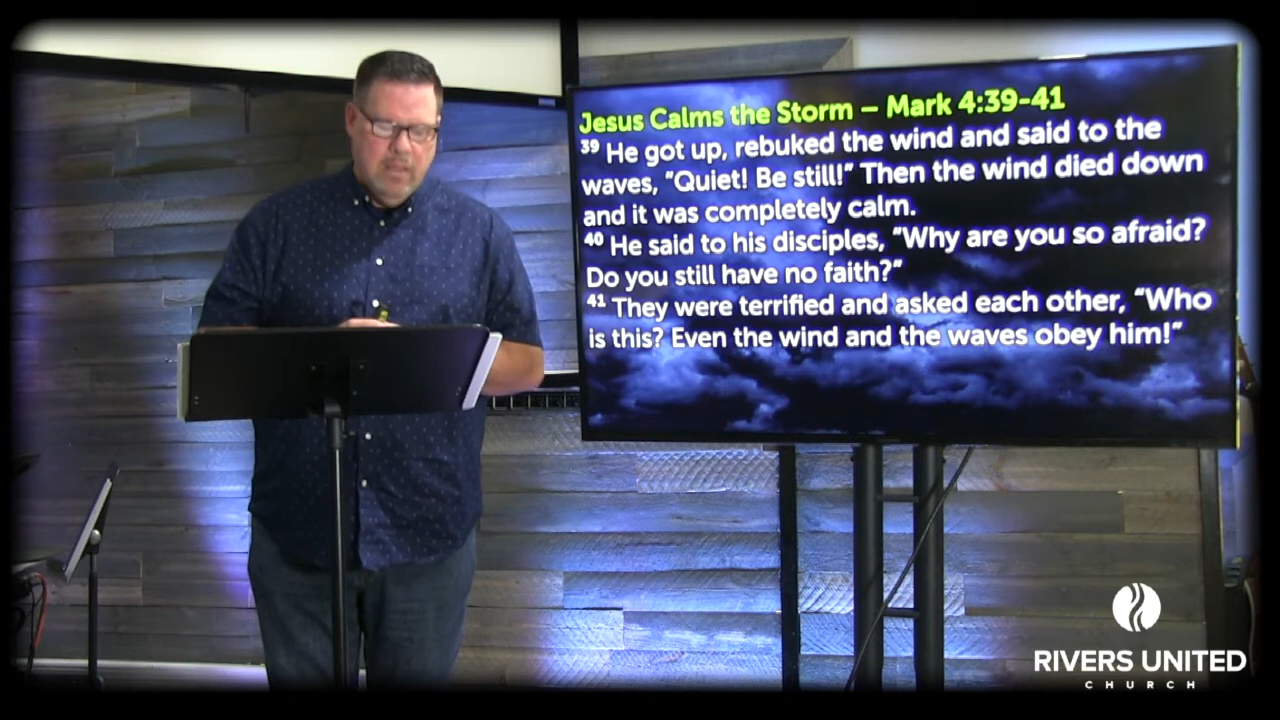 Jesus Calms the Storm – Mark 4:39-41
39 He got up, rebuked the wind and said to the
waves, “Quiet! Be still!” Then the wind died down
and it was completely calm.
40 He said to his disciples, “Why are you so afraid?
Do you still have no faith?”
41 They were terrified and asked each other, “Who
is this? Even the wind and the waves obey him!”
RIVERS UNITED
CHURCH